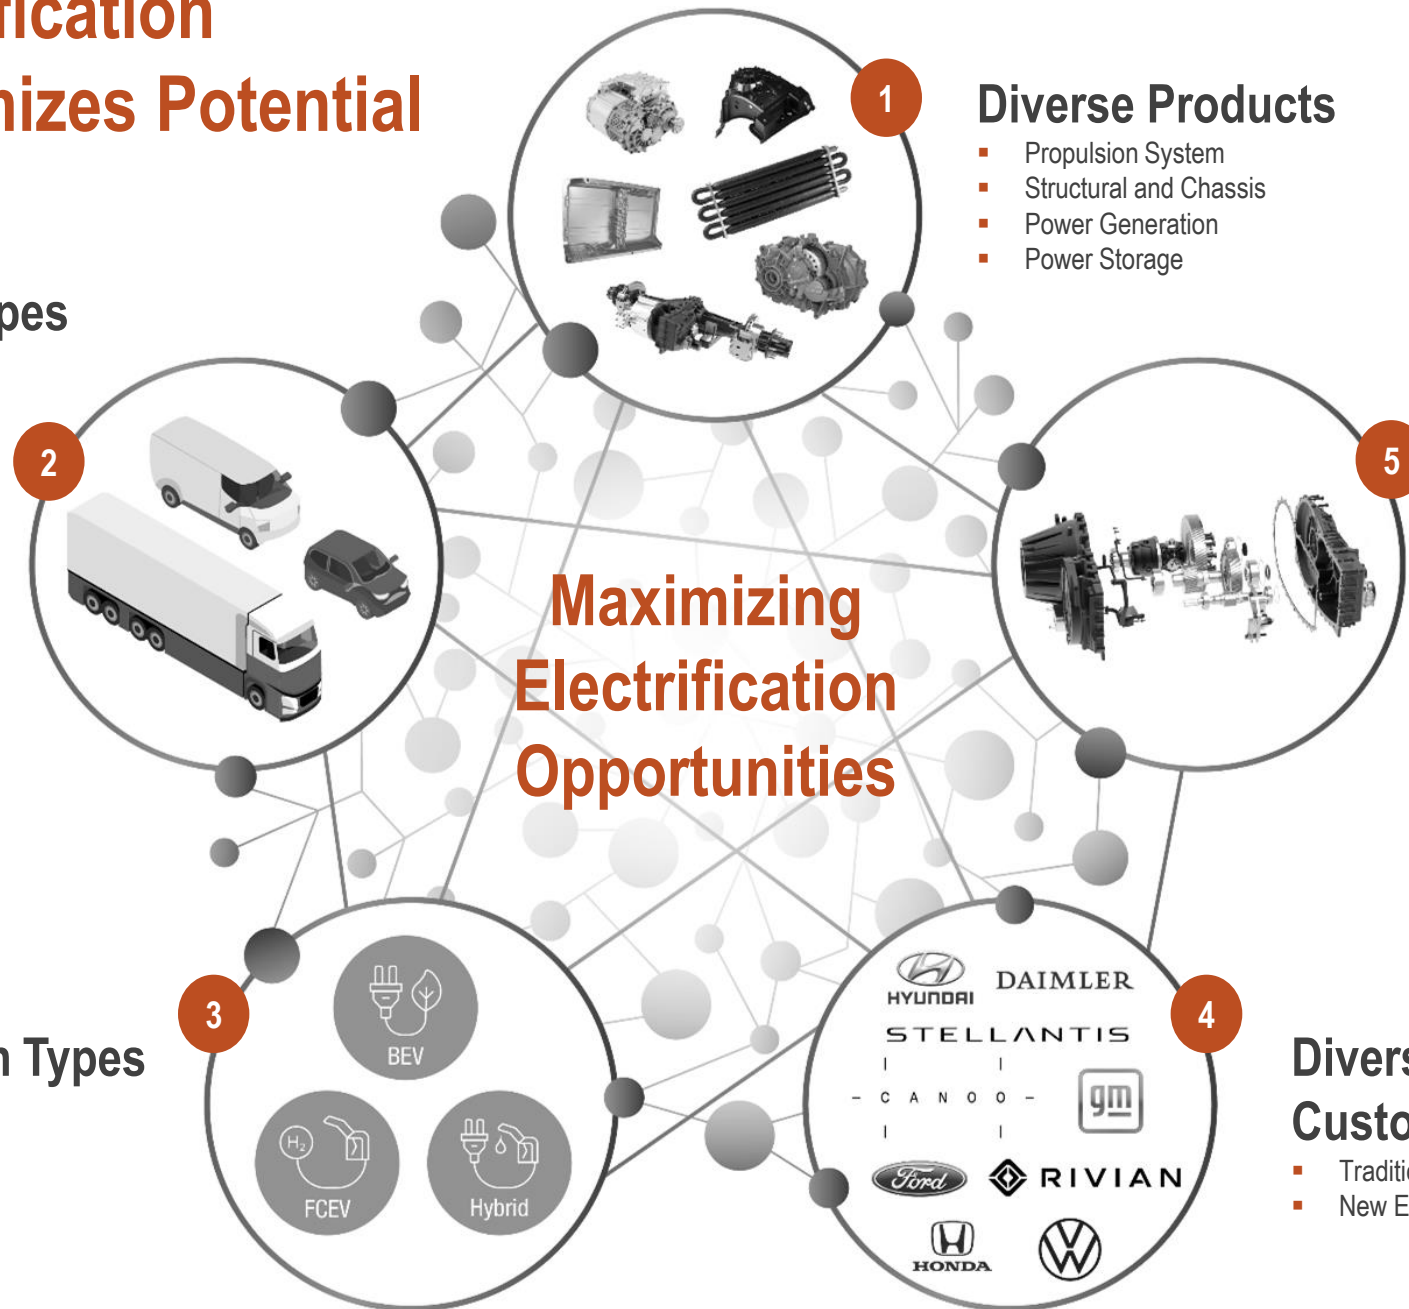 fication
nizes Potential
1
Diverse Products
▪ Propulsion System
▪ Structural and Chassis
▪ Power Generation
▪ Power Storage
pes
2
5
Maximizing
Electrification
Opportunities
3
n Types
BEV
H2
FCEV
Hybrid
4
HYUNDAI
DAIMLER
STELLANTIS
- CANOO -
gm
Ford
RIVIAN
HONDA
VW
Divers
Custo
▪ Traditi
▪ New E